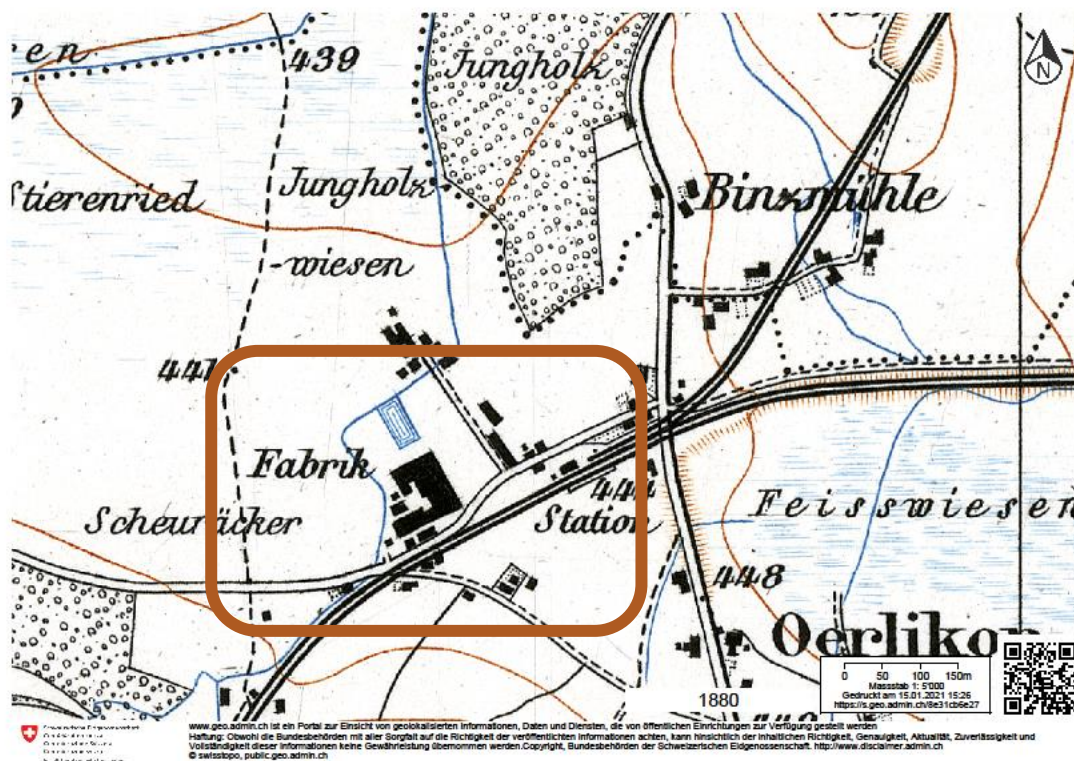 en
439
Jungholz
Stierenried
Jungholz
Binzmühle
-wiesen
441
Fabrik
444
Scheuräcker
Station
Feisswiesen
448
Oerlikon
N
0 50 100 150m
Massstab 1: 5'000
Gedruckt am 15.01.2021 15:26
https://s.geo.admin.ch/8e31cb6e27
1880
www.geo.admin.ch ist ein Portal zur Einsicht von geolokalisierten Informationen, Daten und Diensten, die von öffentlichen Einrichtungen zur Verfügung gestellt werden
Haftung: Obwohl die Bundesbehörden mit aller Sorgfalt auf die Richtigkeit der veröffentlichten Informationen achten, kann hinsichtlich der inhaltlichen Richtigkeit, Genauigkeit, Aktualität, Zuverlässigkeit und
Vollständigkeit dieser Informationen keine Gewährleistung übernommen werden.Copyright, Bundesbehörden der Schweizerischen Eidgenossenschaft. http://www.disclaimer.admin.ch
© swisstopo, public.geo.admin.ch